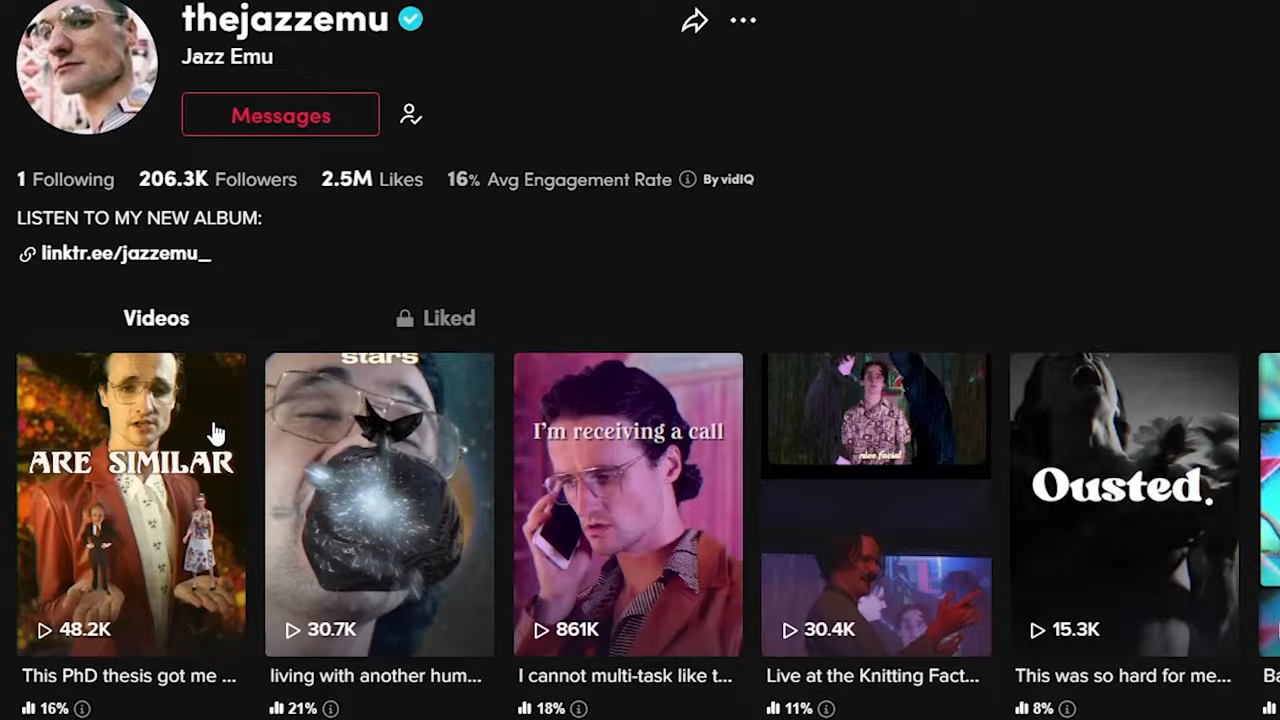 thejazzemu
Jazz Emu
Messages
1 Following 206.3K Followers 2.5M Likes 16% Avg Engagement Rate By vidIQ
LISTEN TO MY NEW ALBUM:
linktr.ee/jazzemu_
Videos Liked
stars
ARE SIMILAR
I'm receiving a call
nice facial
Ousted.
48.2K 30.7K 861K 30.4K 15.3K
This PhD thesis got me ... living with another hum... I cannot multi-task like t... Live at the Knitting Fact... This was so hard for me... Ba
16% 21% 18% 11% 8%